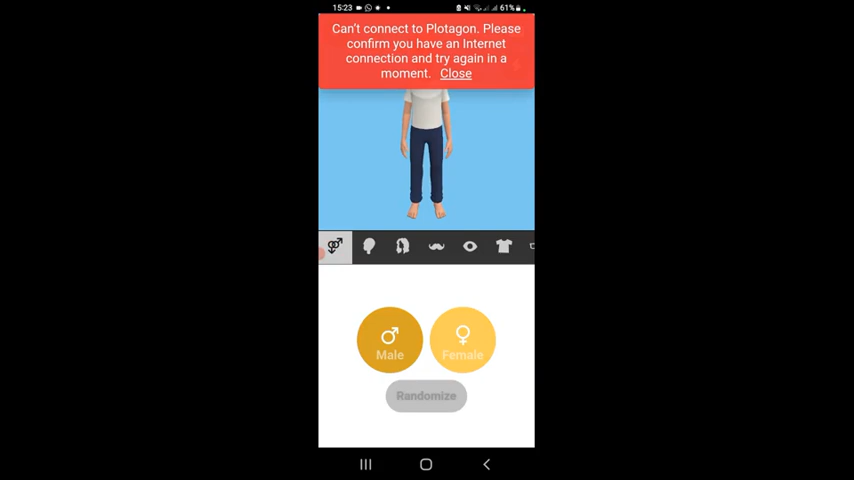 15:23
61%
Can't connect to Plotagon. Please
confirm you have an Internet
connection and try again in a
moment. Close
Male
Female
Randomize